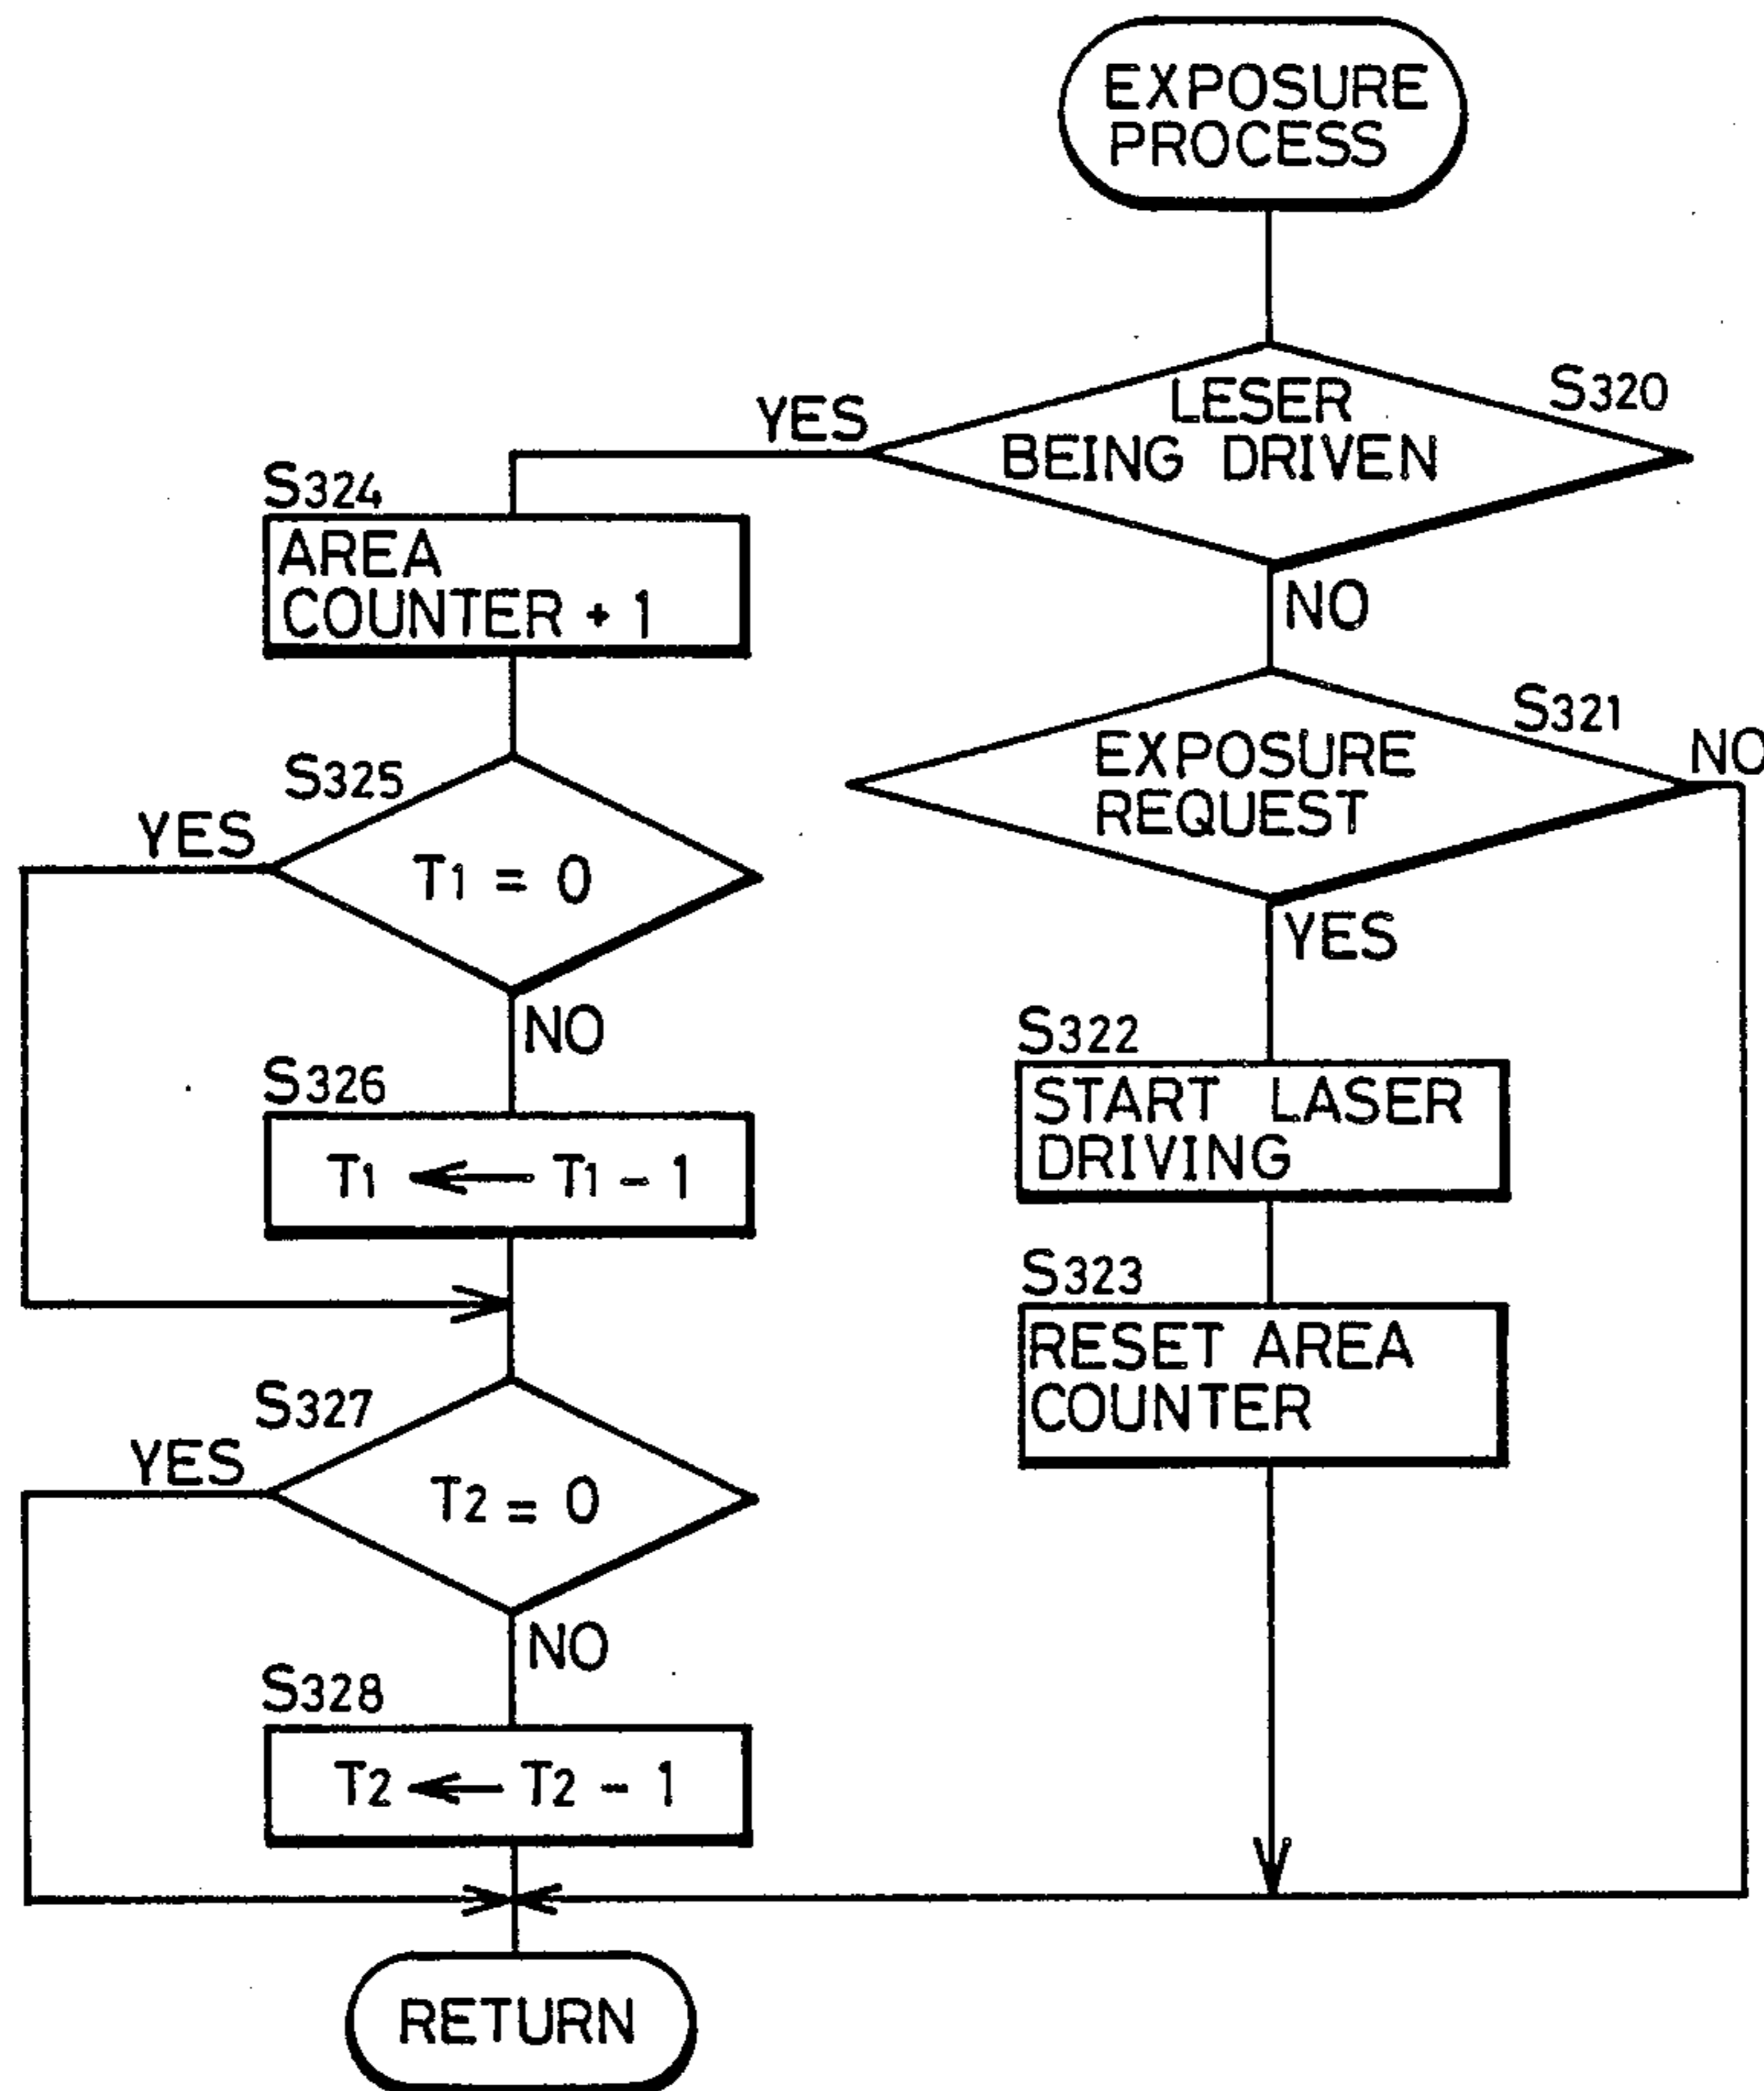 EXPOSURE
PROCESS
S320
LESER
BEING DRIVEN
YES
NO
S321
EXPOSURE
REQUEST
NO
YES
S322
START LASER
DRIVING
S323
RESET AREA
COUNTER
S324
AREA
COUNTER + 1
S325
T1 = 0
YES
NO
S326
T1 ← T1 - 1
S327
T2 = 0
YES
NO
S328
T2 ← T2 - 1
RETURN